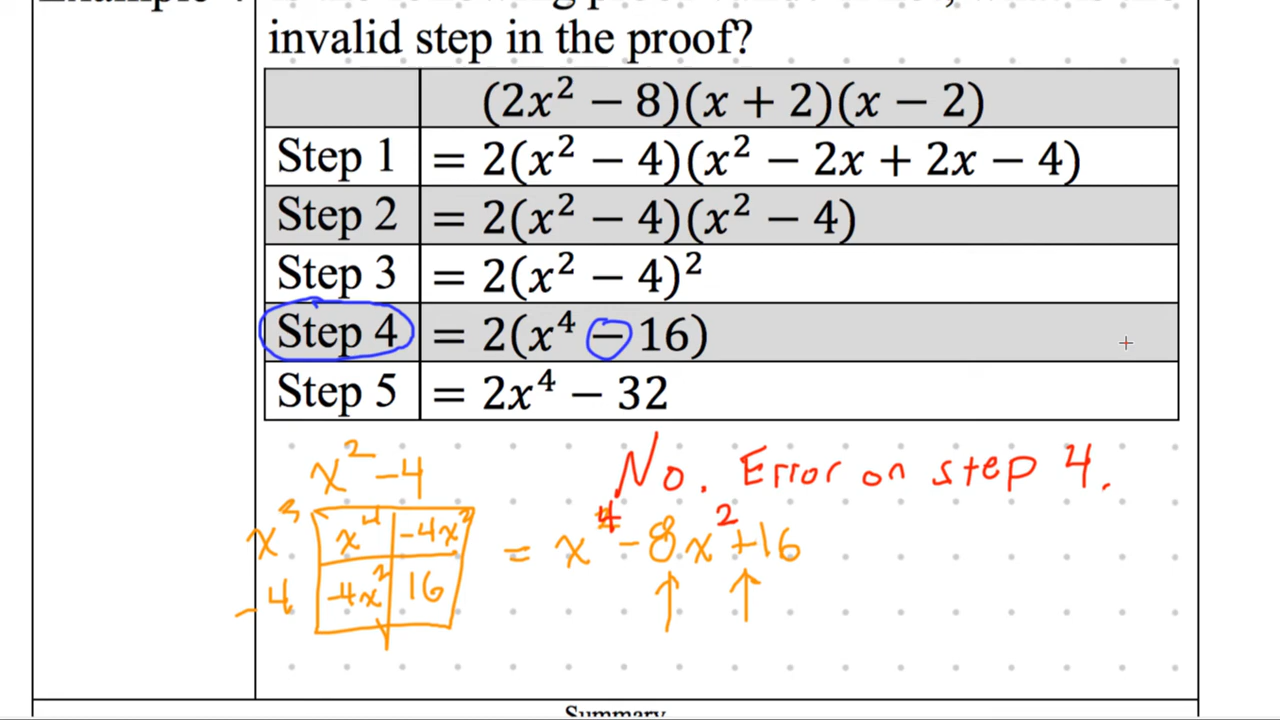 invalid step in the proof?
(2x² − 8)(x + 2)(x − 2)
Step 1 = 2(x² − 4)(x² − 2x + 2x − 4)
Step 2 = 2(x² − 4)(x² − 4)
Step 3 = 2(x² − 4)²
Step 4 = 2(x⁴ − 16)
Step 5 = 2x⁴ − 32
No. Error on step 4.
x² −4
x³ x⁴ −4x² = x⁴ −8x² +16
−4 −4x² 16
Summary